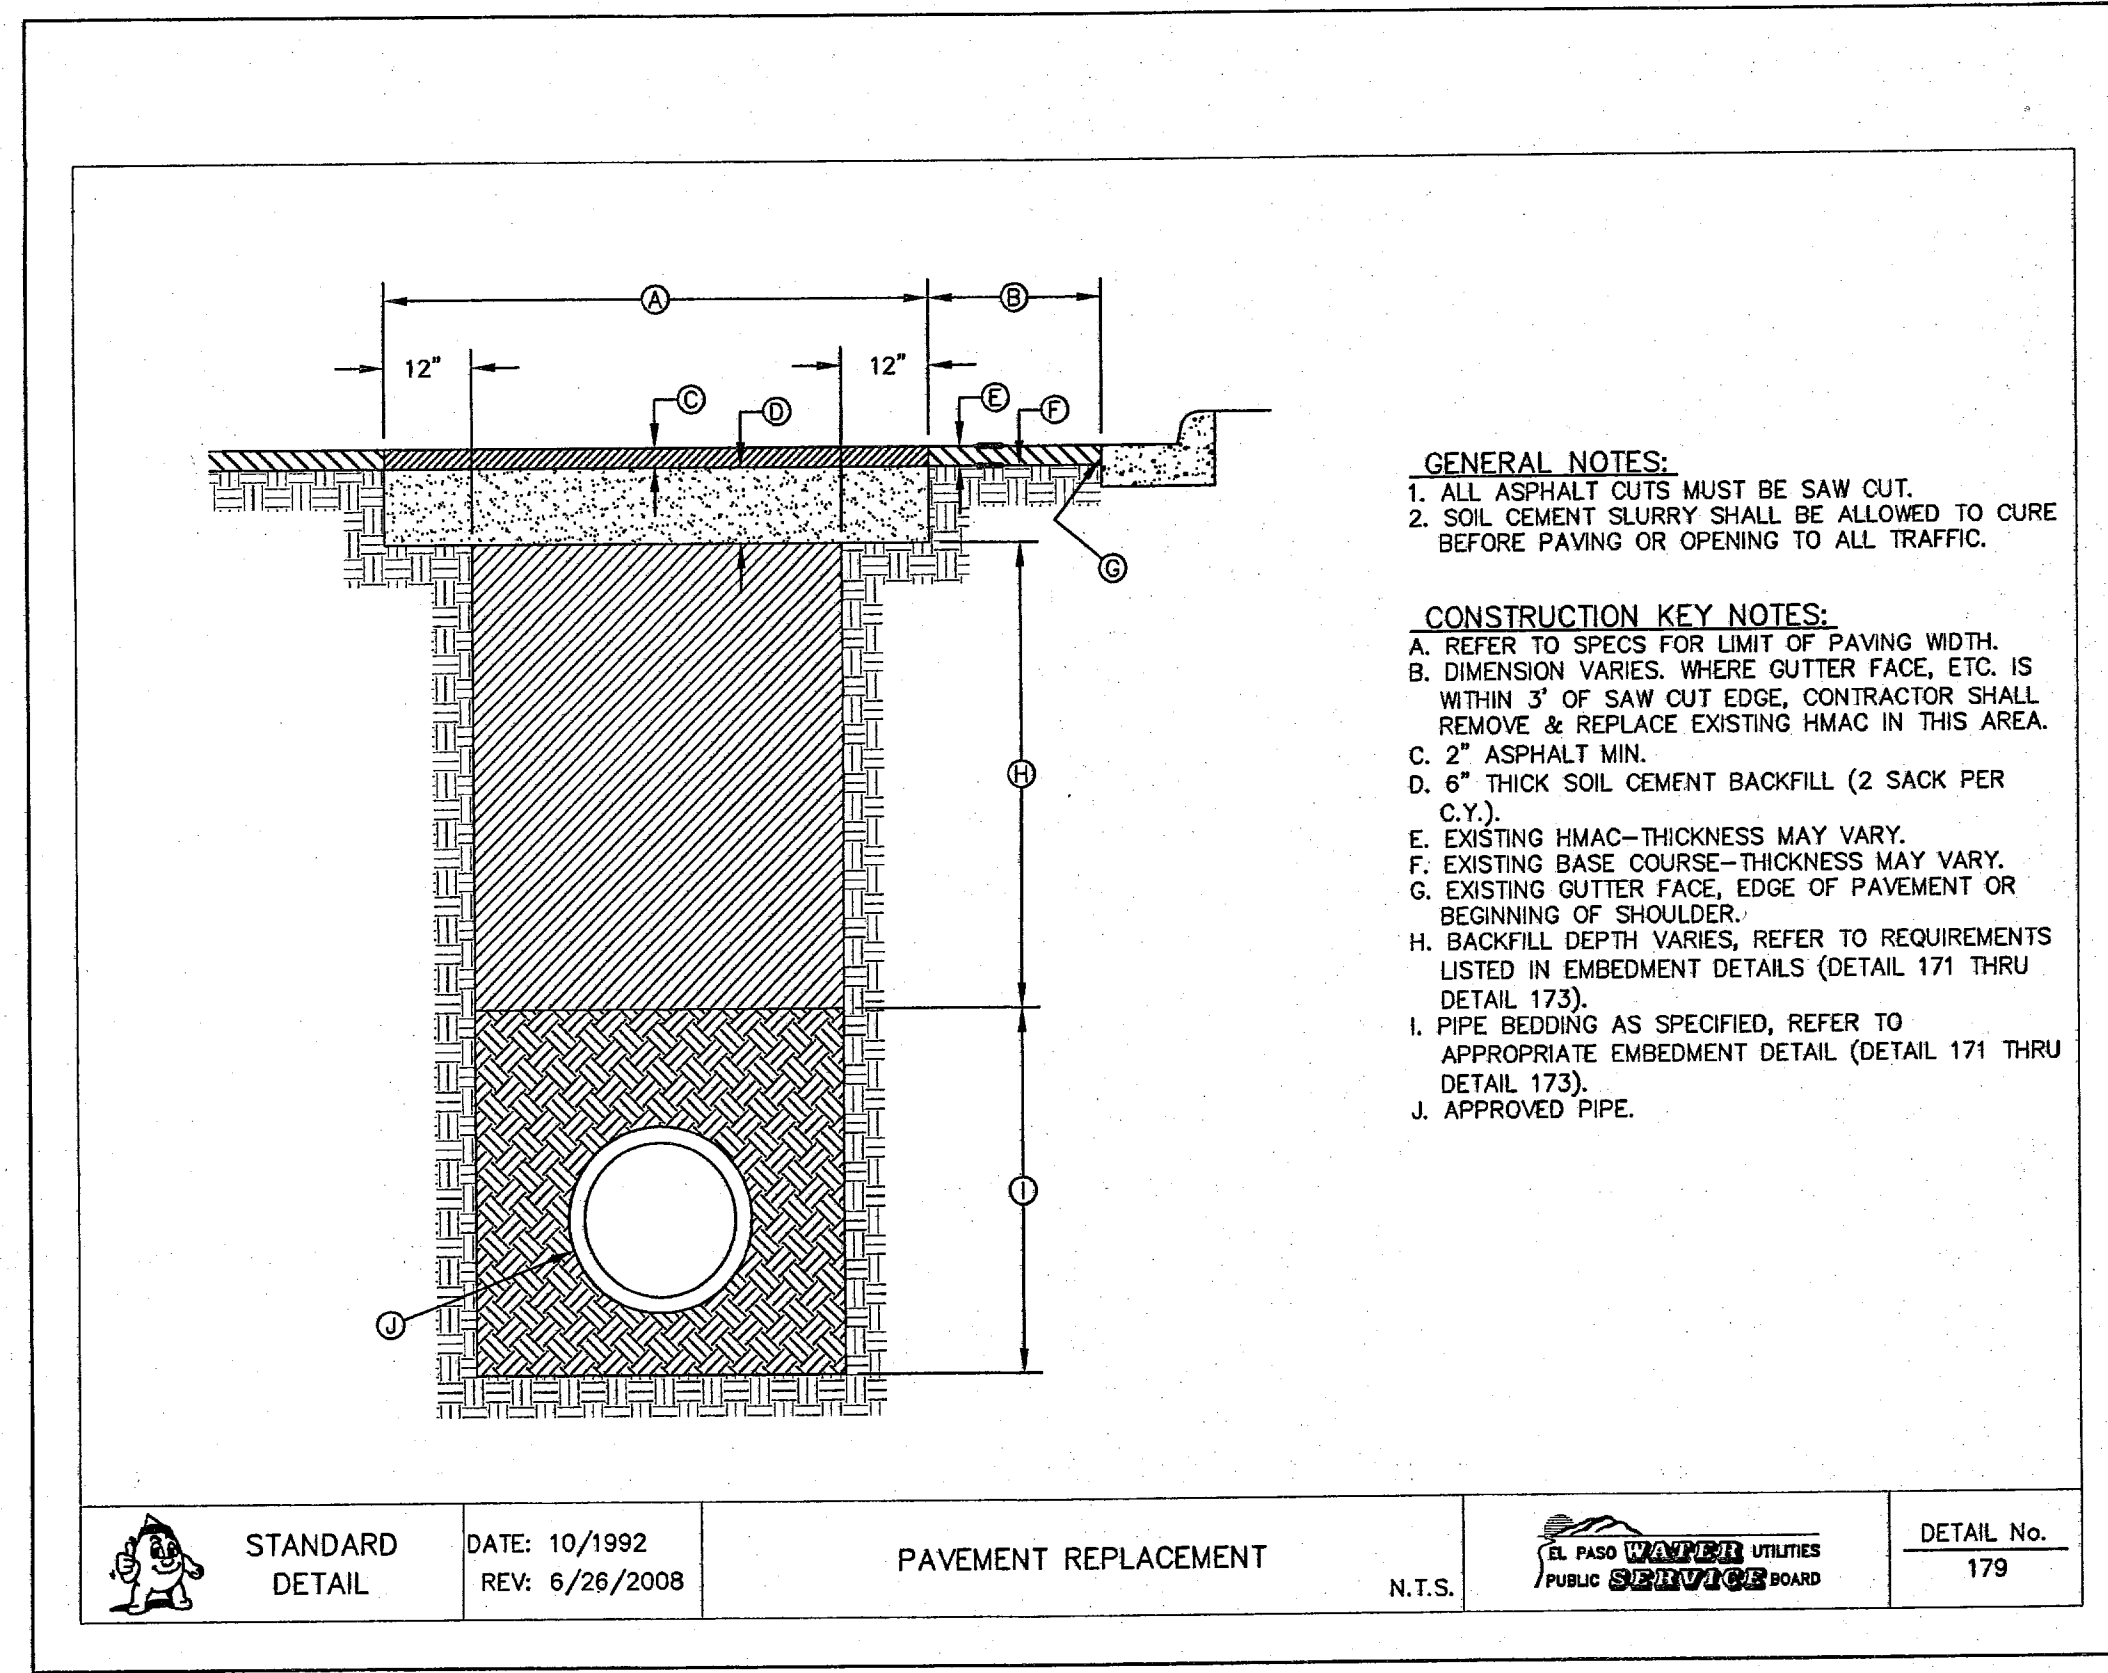 A
B
12"
12"
C
D
E
F
G
H
I
J
GENERAL NOTES:
1. ALL ASPHALT CUTS MUST BE SAW CUT.
2. SOIL CEMENT SLURRY SHALL BE ALLOWED TO CURE
BEFORE PAVING OR OPENING TO ALL TRAFFIC.
CONSTRUCTION KEY NOTES:
A. REFER TO SPECS FOR LIMIT OF PAVING WIDTH.
B. DIMENSION VARIES. WHERE GUTTER FACE, ETC. IS
WITHIN 3' OF SAW CUT EDGE, CONTRACTOR SHALL
REMOVE & REPLACE EXISTING HMAC IN THIS AREA.
C. 2" ASPHALT MIN.
D. 6" THICK SOIL CEMENT BACKFILL (2 SACK PER
C.Y.).
E. EXISTING HMAC-THICKNESS MAY VARY.
F. EXISTING BASE COURSE-THICKNESS MAY VARY.
G. EXISTING GUTTER FACE, EDGE OF PAVEMENT OR
BEGINNING OF SHOULDER.
H. BACKFILL DEPTH VARIES, REFER TO REQUIREMENTS
LISTED IN EMBEDMENT DETAILS (DETAIL 171 THRU
DETAIL 173).
I. PIPE BEDDING AS SPECIFIED, REFER TO
APPROPRIATE EMBEDMENT DETAIL (DETAIL 171 THRU
DETAIL 173).
J. APPROVED PIPE.
STANDARD
DETAIL
DATE: 10/1992
REV: 6/26/2008
PAVEMENT REPLACEMENT
N.T.S.
EL PASO WATER UTILITIES
PUBLIC SERVICE BOARD
DETAIL No.
179